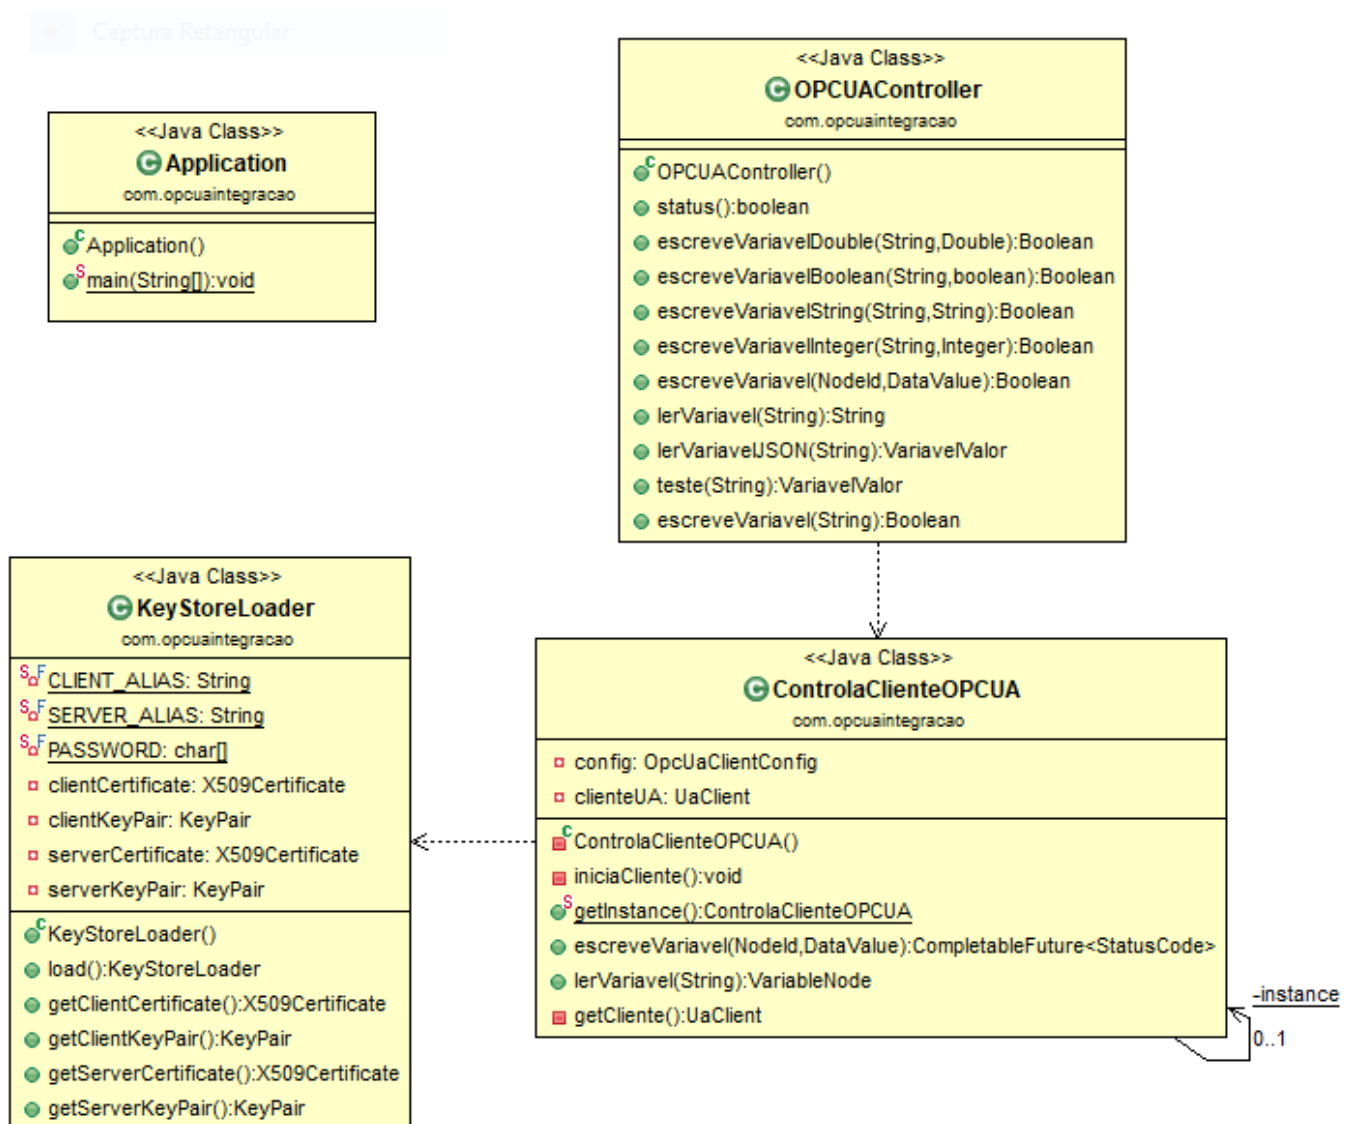 Captura Retangular
<<Java Class>>
Application
com.opcuaintegracao
Application()
main(String[]):void
<<Java Class>>
OPCUAController
com.opcuaintegracao
OPCUAController()
status():boolean
escreveVariavelDouble(String,Double):Boolean
escreveVariavelBoolean(String,boolean):Boolean
escreveVariavelString(String,String):Boolean
escreveVariavelInteger(String,Integer):Boolean
escreveVariavel(NodeId,DataValue):Boolean
lerVariavel(String):String
lerVariavelJSON(String):VariavelValor
teste(String):VariavelValor
escreveVariavel(String):Boolean
<<Java Class>>
KeyStoreLoader
com.opcuaintegracao
CLIENT_ALIAS: String
SERVER_ALIAS: String
PASSWORD: char[]
clientCertificate: X509Certificate
clientKeyPair: KeyPair
serverCertificate: X509Certificate
serverKeyPair: KeyPair
KeyStoreLoader()
load():KeyStoreLoader
getClientCertificate():X509Certificate
getClientKeyPair():KeyPair
getServerCertificate():X509Certificate
getServerKeyPair():KeyPair
<<Java Class>>
ControlaClienteOPCUA
com.opcuaintegracao
config: OpcUaClientConfig
clienteUA: UaClient
ControlaClienteOPCUA()
iniciaCliente():void
getInstance():ControlaClienteOPCUA
escreveVariavel(NodeId,DataValue):CompletableFuture<StatusCode>
lerVariavel(String):VariableNode
getCliente():UaClient
-instance
0..1